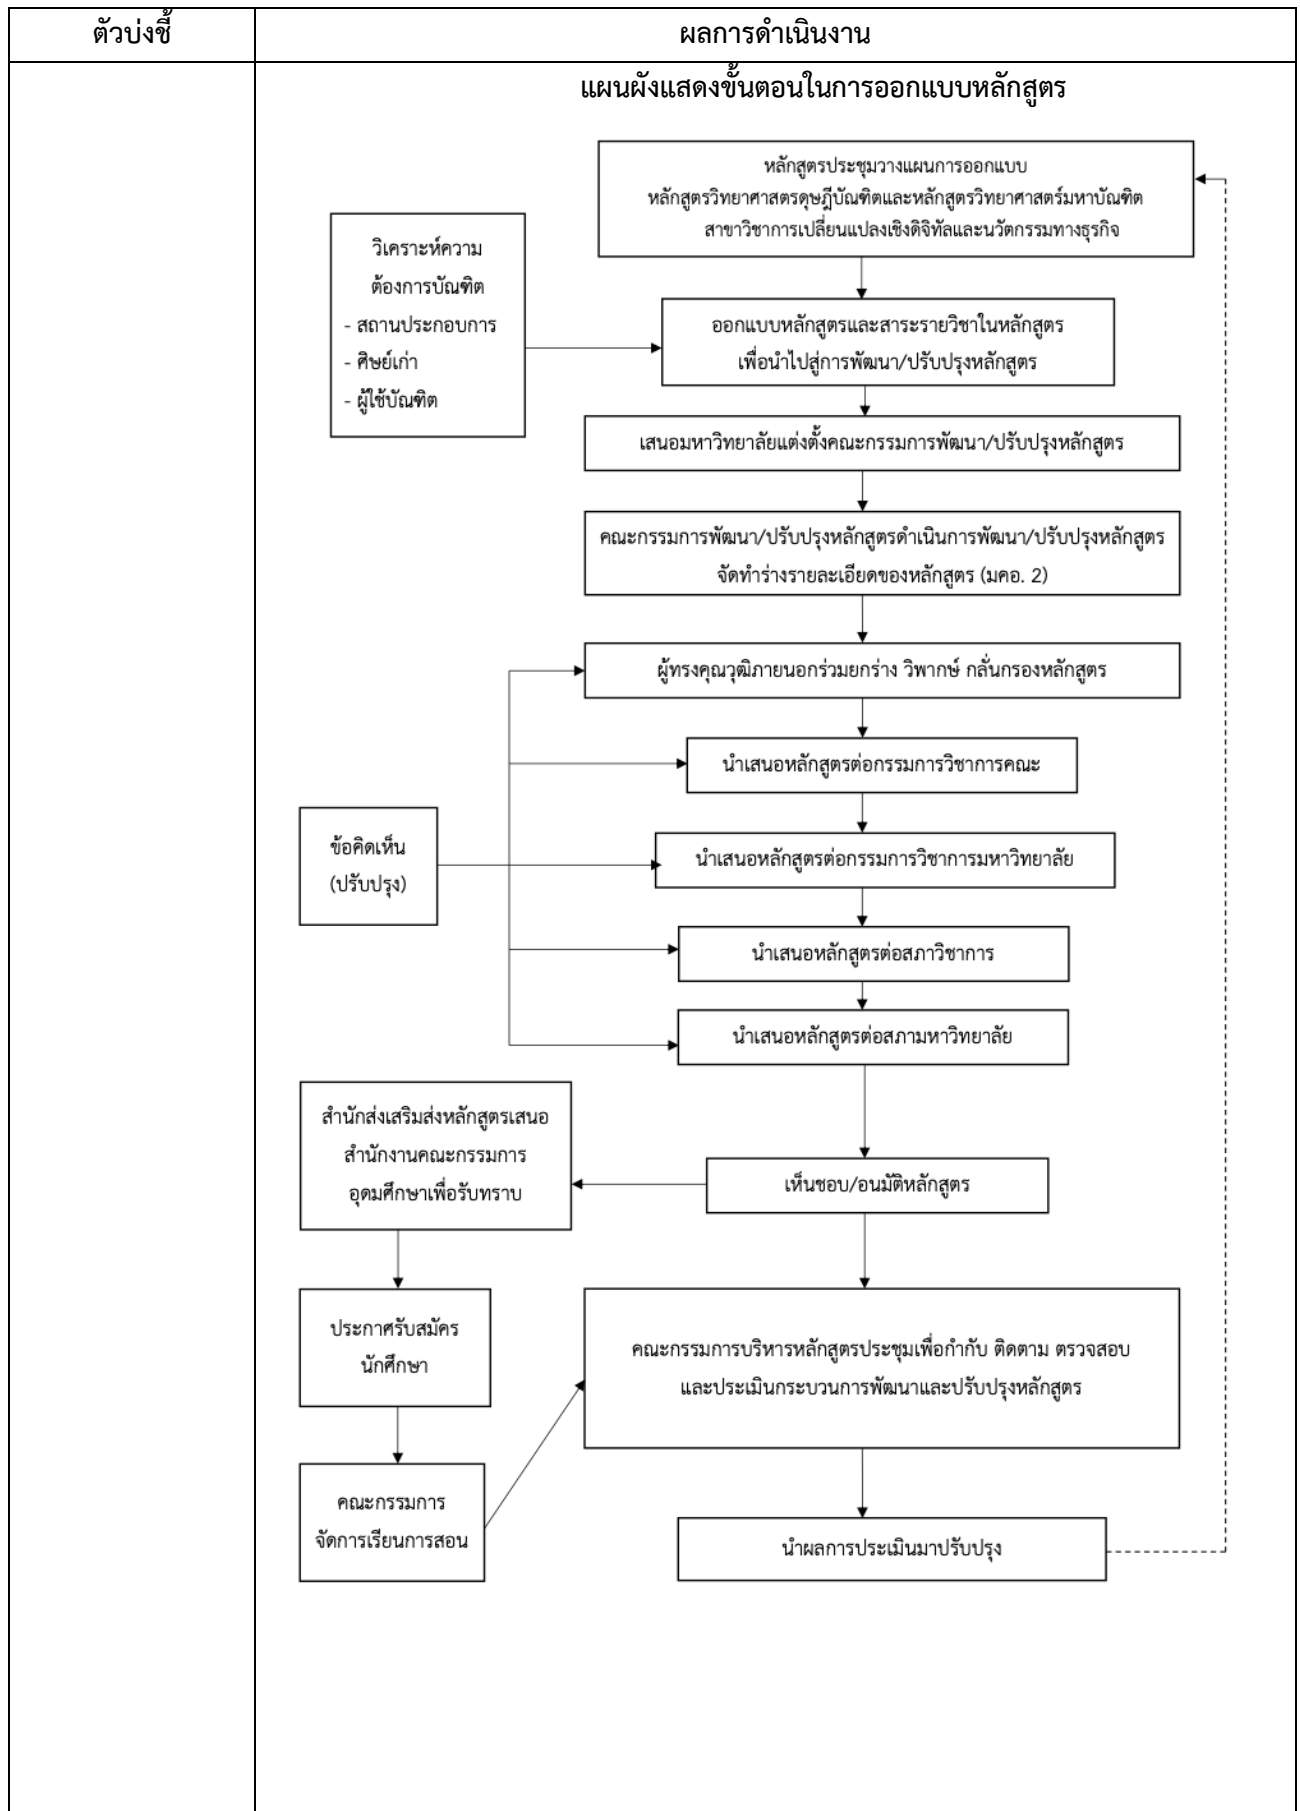 ตัวบ่งชี้
ผลการดำเนินงาน
แผนผังแสดงขั้นตอนในการออกแบบหลักสูตร
หลักสูตรประชุมวางแผนการออกแบบ
หลักสูตรวิทยาศาสตรดุษฎีบัณฑิตและหลักสูตรวิทยาศาสตร์มหาบัณฑิต
สาขาวิชาการเปลี่ยนแปลงเชิงดิจิทัลและนวัตกรรมทางธุรกิจ
วิเคราะห์ความ
ต้องการบัณฑิต
- สถานประกอบการ
- ศิษย์เก่า
- ผู้ใช้บัณฑิต
ออกแบบหลักสูตรและสาระรายวิชาในหลักสูตร
เพื่อนำไปสู่การพัฒนา/ปรับปรุงหลักสูตร
เสนอมหาวิทยาลัยแต่งตั้งคณะกรรมการพัฒนา/ปรับปรุงหลักสูตร
คณะกรรมการพัฒนา/ปรับปรุงหลักสูตรดำเนินการพัฒนา/ปรับปรุงหลักสูตร
จัดทำร่างรายละเอียดของหลักสูตร (มคอ. 2)
ผู้ทรงคุณวุฒิภายนอกร่วมยกร่าง วิพากษ์ กลั่นกรองหลักสูตร
นำเสนอหลักสูตรต่อกรรมการวิชาการคณะ
ข้อคิดเห็น
(ปรับปรุง)
นำเสนอหลักสูตรต่อกรรมการวิชาการมหาวิทยาลัย
นำเสนอหลักสูตรต่อสภาวิชาการ
นำเสนอหลักสูตรต่อสภามหาวิทยาลัย
สำนักส่งเสริมส่งหลักสูตรเสนอ
สำนักงานคณะกรรมการ
อุดมศึกษาเพื่อรับทราบ
เห็นชอบ/อนมัติหลักสูตร
ประกาศรับสมัคร
นักศึกษา
คณะกรรมการบริหารหลักสูตรประชุมเพื่อกำกับ ติดตาม ตรวจสอบ
และประเมินกระบวนการพัฒนาและปรับปรุงหลักสูตร
คณะกรรมการ
จัดการเรียนการสอน
นำผลการประเมินมาปรับปรุง